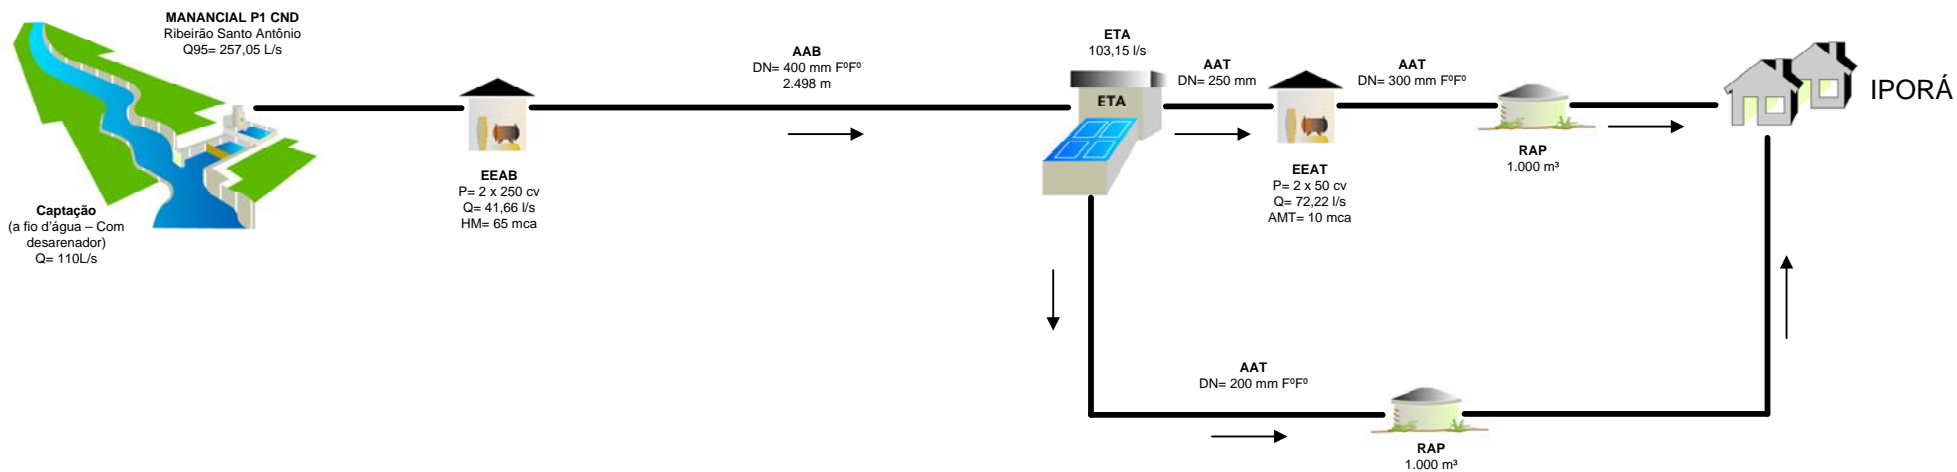 MANANCIAL P1 CND
Ribeirão Santo Antônio
Q95= 257,05 L/s
Captação
(a fio d'água – Com
desarenador)
Q= 110L/s
EEAB
P= 2 x 250 cv
Q= 41,66 l/s
HM= 65 mca
AAB
DN= 400 mm FºFº
2.498 m
ETA
103,15 l/s
ETA
AAT
DN= 250 mm
EEAT
P= 2 x 50 cv
Q= 72,22 l/s
AMT= 10 mca
AAT
DN= 300 mm FºFº
RAP
1.000 m³
IPORÁ
AAT
DN= 200 mm FºFº
RAP
1.000 m³